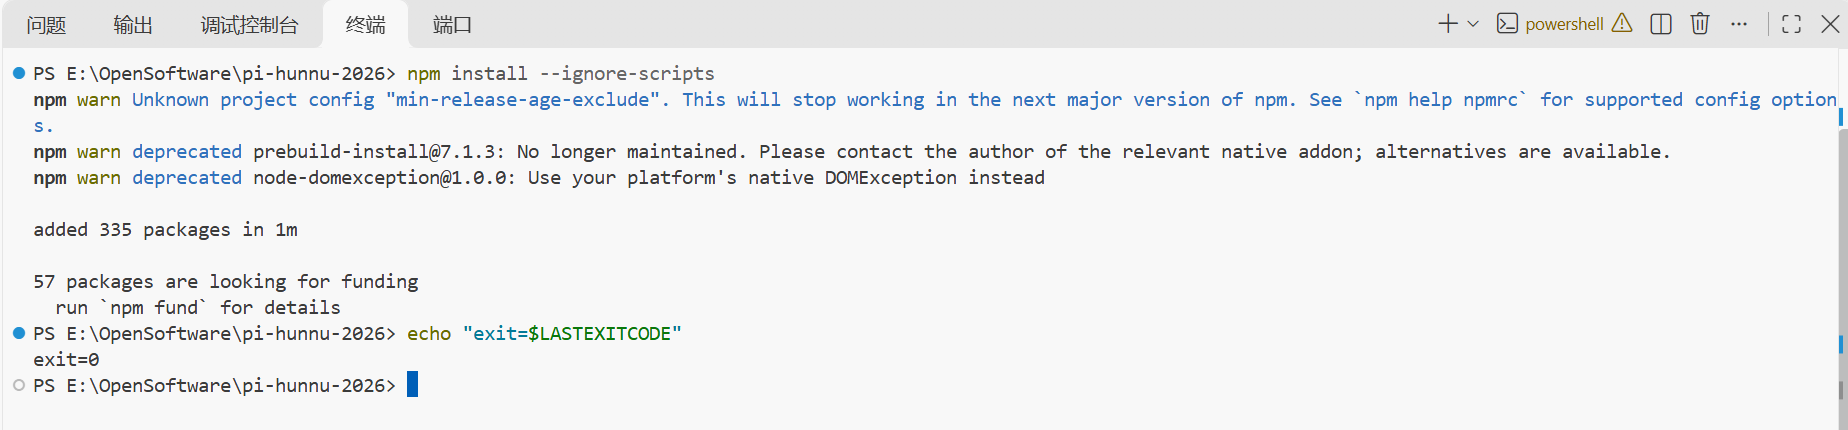 问题 输出 调试控制台 终端 端口 powershell
PS E:\OpenSoftware\pi-hunnu-2026> npm install --ignore-scripts
npm warn Unknown project config "min-release-age-exclude". This will stop working in the next major version of npm. See `npm help npmrc` for supported config option
s.
npm warn deprecated prebuild-install@7.1.3: No longer maintained. Please contact the author of the relevant native addon; alternatives are available.
npm warn deprecated node-domexception@1.0.0: Use your platform's native DOMException instead
added 335 packages in 1m
57 packages are looking for funding
  run `npm fund` for details
PS E:\OpenSoftware\pi-hunnu-2026> echo "exit=$LASTEXITCODE"
exit=0
PS E:\OpenSoftware\pi-hunnu-2026>